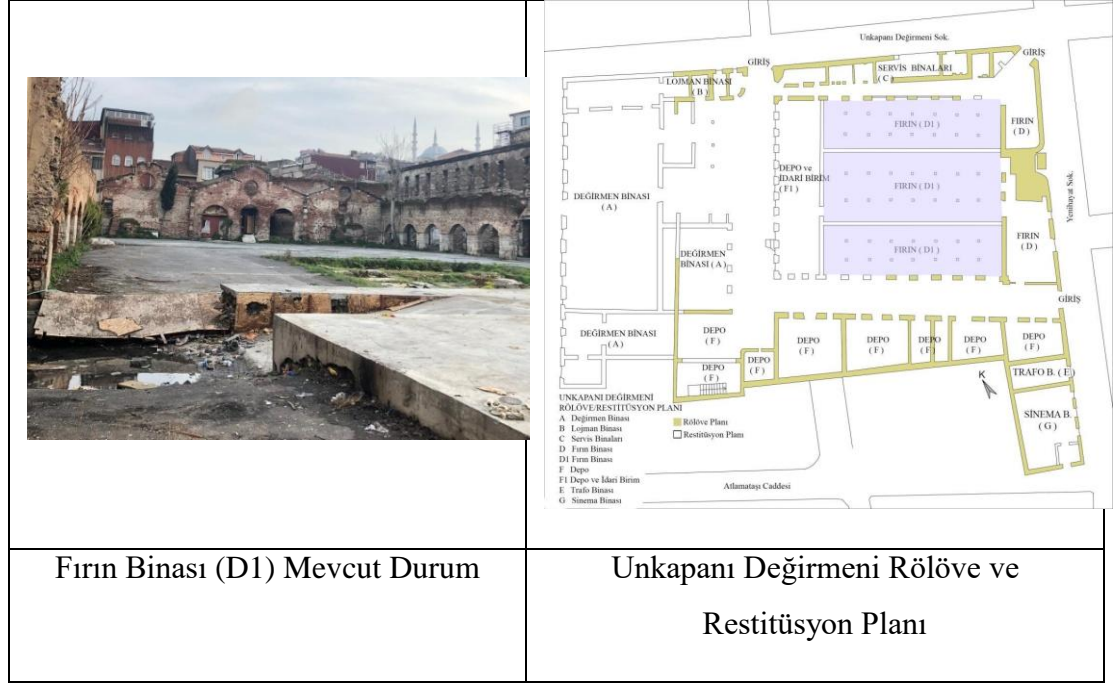 Unkapanı Değirmeni Sok.
GİRİŞ
GİRİŞ
SERVİS BİNALARI
( C )
LOJMAN BİNASI
( B )
FIRIN ( D1 )
FIRIN
( D )
DEPO ve
İDARİ BİRİM
( F1 )
FIRIN ( D1 )
Yenihayat Sok.
DEĞİRMEN BİNASI
( A )
DEĞİRMEN
BİNASI ( A )
FIRIN ( D1 )
FIRIN
( D )
GİRİŞ
DEĞİRMEN BİNASI
( A )
DEPO
( F )
DEPO
( F )
DEPO
( F )
DEPO
( F )
DEPO
( F )
DEPO
( F )
DEPO
( F )
DEPO
( F )
TRAFO B. ( E )
K
SİNEMA B.
( G )
UNKAPANI DEĞİRMENİ
RÖLÖVE/RESTİTÜSYON PLANI
A Değirmen Binası
B Lojman Binası
C Servis Binaları
D Fırın Binası
D1 Fırın Binası
F Depo
F1 Depo ve İdari Birim
E Trafo Binası
G Sinema Binası
Rölöve Planı
Restitüsyon Planı
Atlamataşı Caddesi
Fırın Binası (D1) Mevcut Durum
Unkapanı Değirmeni Rölöve ve
Restitüsyon Planı